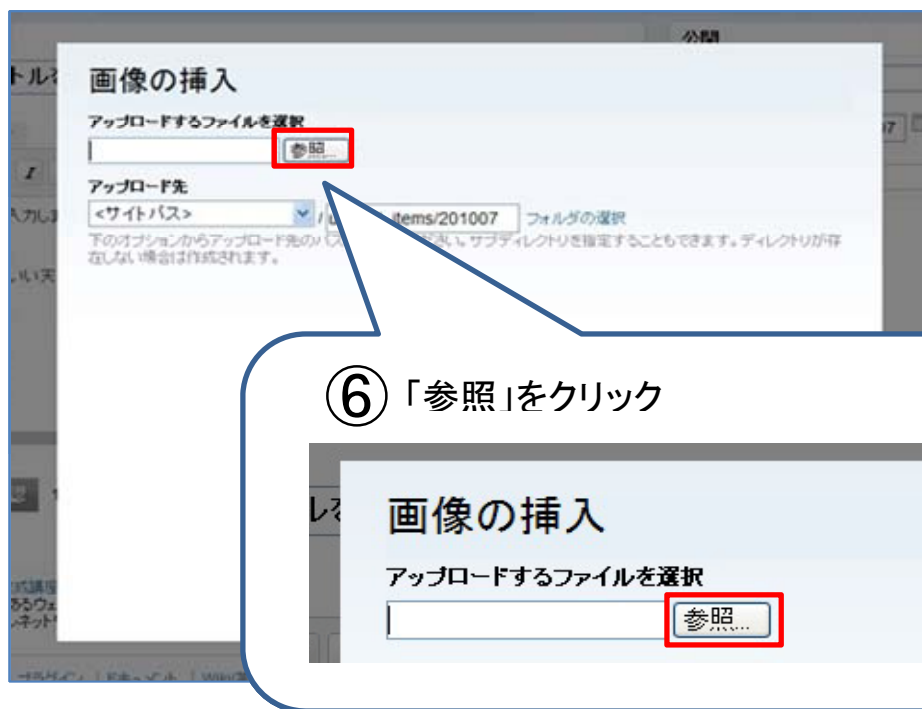 公開
トルを
画像の挿入
アップロードするファイルを選択
参照...
アップロード先
<サイトパス>
/
items/201007
フォルダの選択
下のオプションからアップロード先のパス
さい。サブディレクトリを指定することもできます。ディレクトリが存
在しない場合は作成されます。
⑥「参照」をクリック
画像の挿入
アップロードするファイルを選択
参照...